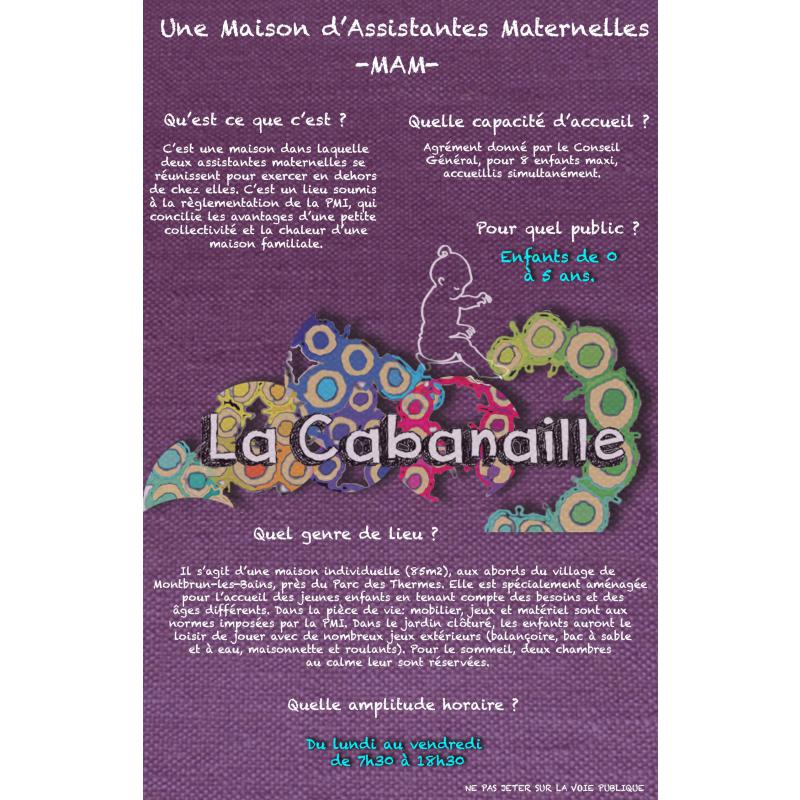 Une Maison d'Assistantes Maternelles
-MAM-
Qu'est ce que c'est ?
C'est une maison dans laquelle
deux assistantes maternelles se
réunissent pour exercer en dehors
de chez elles. C'est un lieu soumis
à la règlementation de la PMI, qui
concilie les avantages d'une petite
collectivité et la chaleur d'une
maison familiale.
Quelle capacité d'accueil ?
Agrément donné par le Conseil
Général, pour 8 enfants maxi,
accueillis simultanément.
Pour quel public ?
Enfants de 0
à 5 ans.
La Cabanaille
Quel genre de lieu ?
Il s'agit d'une maison individuelle (85m2), aux abords du village de
Montbrun-les-Bains, près du Parc des Thermes. Elle est spécialement aménagée
pour l'accueil des jeunes enfants en tenant compte des besoins et des
âges différents. Dans la pièce de vie: mobilier, jeux et matériel sont aux
normes imposées par la PMI. Dans le jardin clôturé, les enfants auront le
loisir de jouer avec de nombreux jeux extérieurs (balançoire, bac à sable
et à eau, maisonnette et roulants). Pour le sommeil, deux chambres
au calme leur sont réservées.
Quelle amplitude horaire ?
Du lundi au vendredi
de 7h30 à 18h30
NE PAS JETER SUR LA VOIE PUBLIQUE